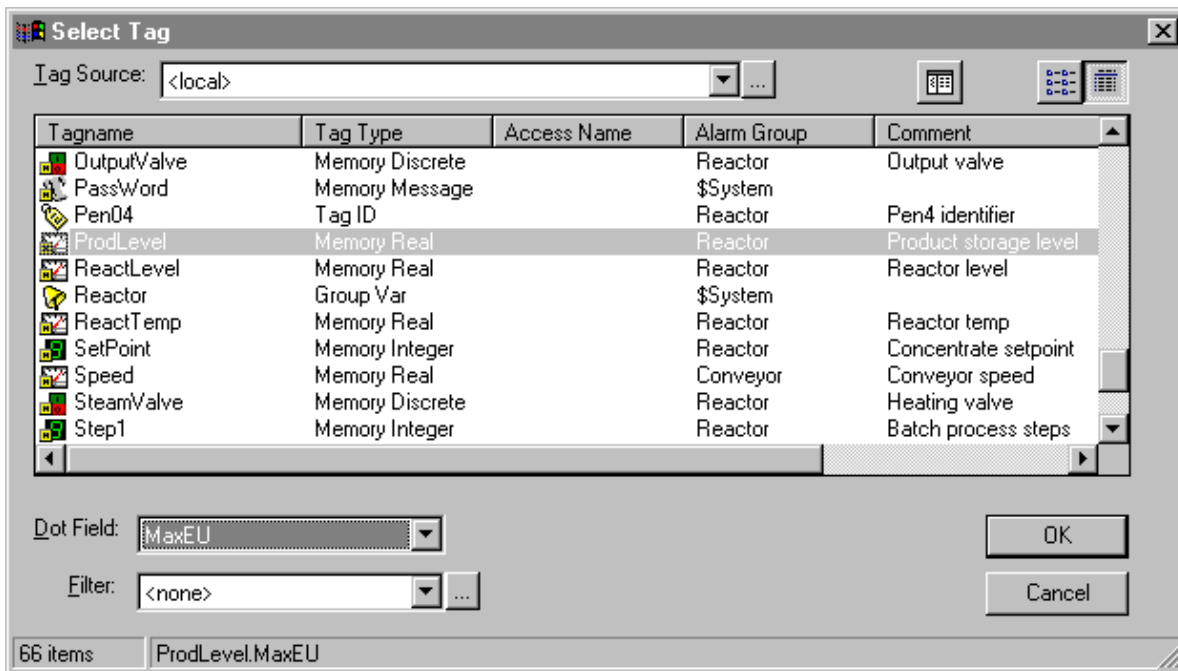 Select Tag
Tag Source: <local> ...
Tagname Tag Type Access Name Alarm Group Comment
OutputValve Memory Discrete Reactor Output valve
PassWord Memory Message $System
Pen04 Tag ID Reactor Pen4 identifier
ProdLevel Memory Real Reactor Product storage level
ReactLevel Memory Real Reactor Reactor level
Reactor Group Var $System
ReactTemp Memory Real Reactor Reactor temp
SetPoint Memory Integer Reactor Concentrate setpoint
Speed Memory Real Conveyor Conveyor speed
SteamValve Memory Discrete Reactor Heating valve
Step1 Memory Integer Reactor Batch process steps
Dot Field: MaxEU OK
Filter: <none> ... Cancel
66 items ProdLevel.MaxEU